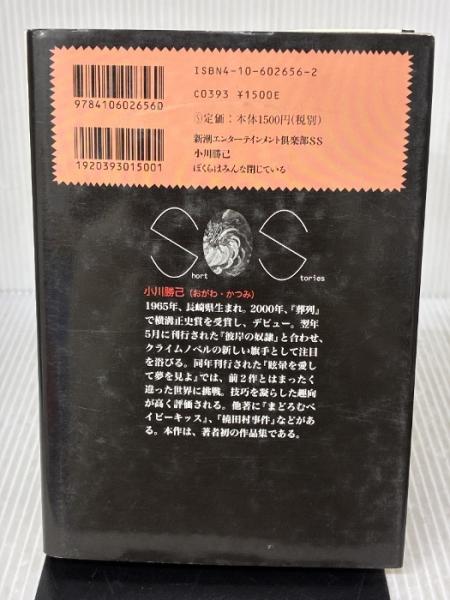 ISBN4-10-602656-2
9784106026560
C0393 ¥1500E
Ⓢ定価：本体1500円(税別)
新潮エンターテインメント倶楽部SS
小川勝己
ぼくらはみんな閉じている
1920393015001
S S
hort
tories
小川勝己（おがわ・かつみ）
1965年、長崎県生まれ。2000年、『葬列』
で横溝正史賞を受賞し、デビュー。翌年
5月に刊行された『彼岸の奴隷』と合わせ、
クライムノベルの新しい旗手として注目
を浴びる。同年刊行された『眩暈を愛し
て夢を見よ』では、前2作とはまったく
違った世界に挑戦。技巧を凝らした趣向
が高く評価される。他著に『まどろむベ
イビーキッス』、『撓田村事件』などがあ
る。本作は、著者初の作品集である。